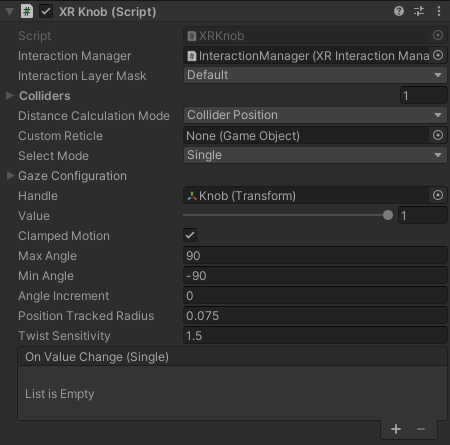 XR Knob (Script)
Script XRKnob
Interaction Manager InteractionManager (XR Interaction Mana
Interaction Layer Mask Default
Colliders 1
Distance Calculation Mode Collider Position
Custom Reticle None (Game Object)
Select Mode Single
Gaze Configuration
Handle Knob (Transform)
Value 1
Clamped Motion
Max Angle 90
Min Angle -90
Angle Increment 0
Position Tracked Radius 0.075
Twist Sensitivity 1.5
On Value Change (Single)
List is Empty
+ −